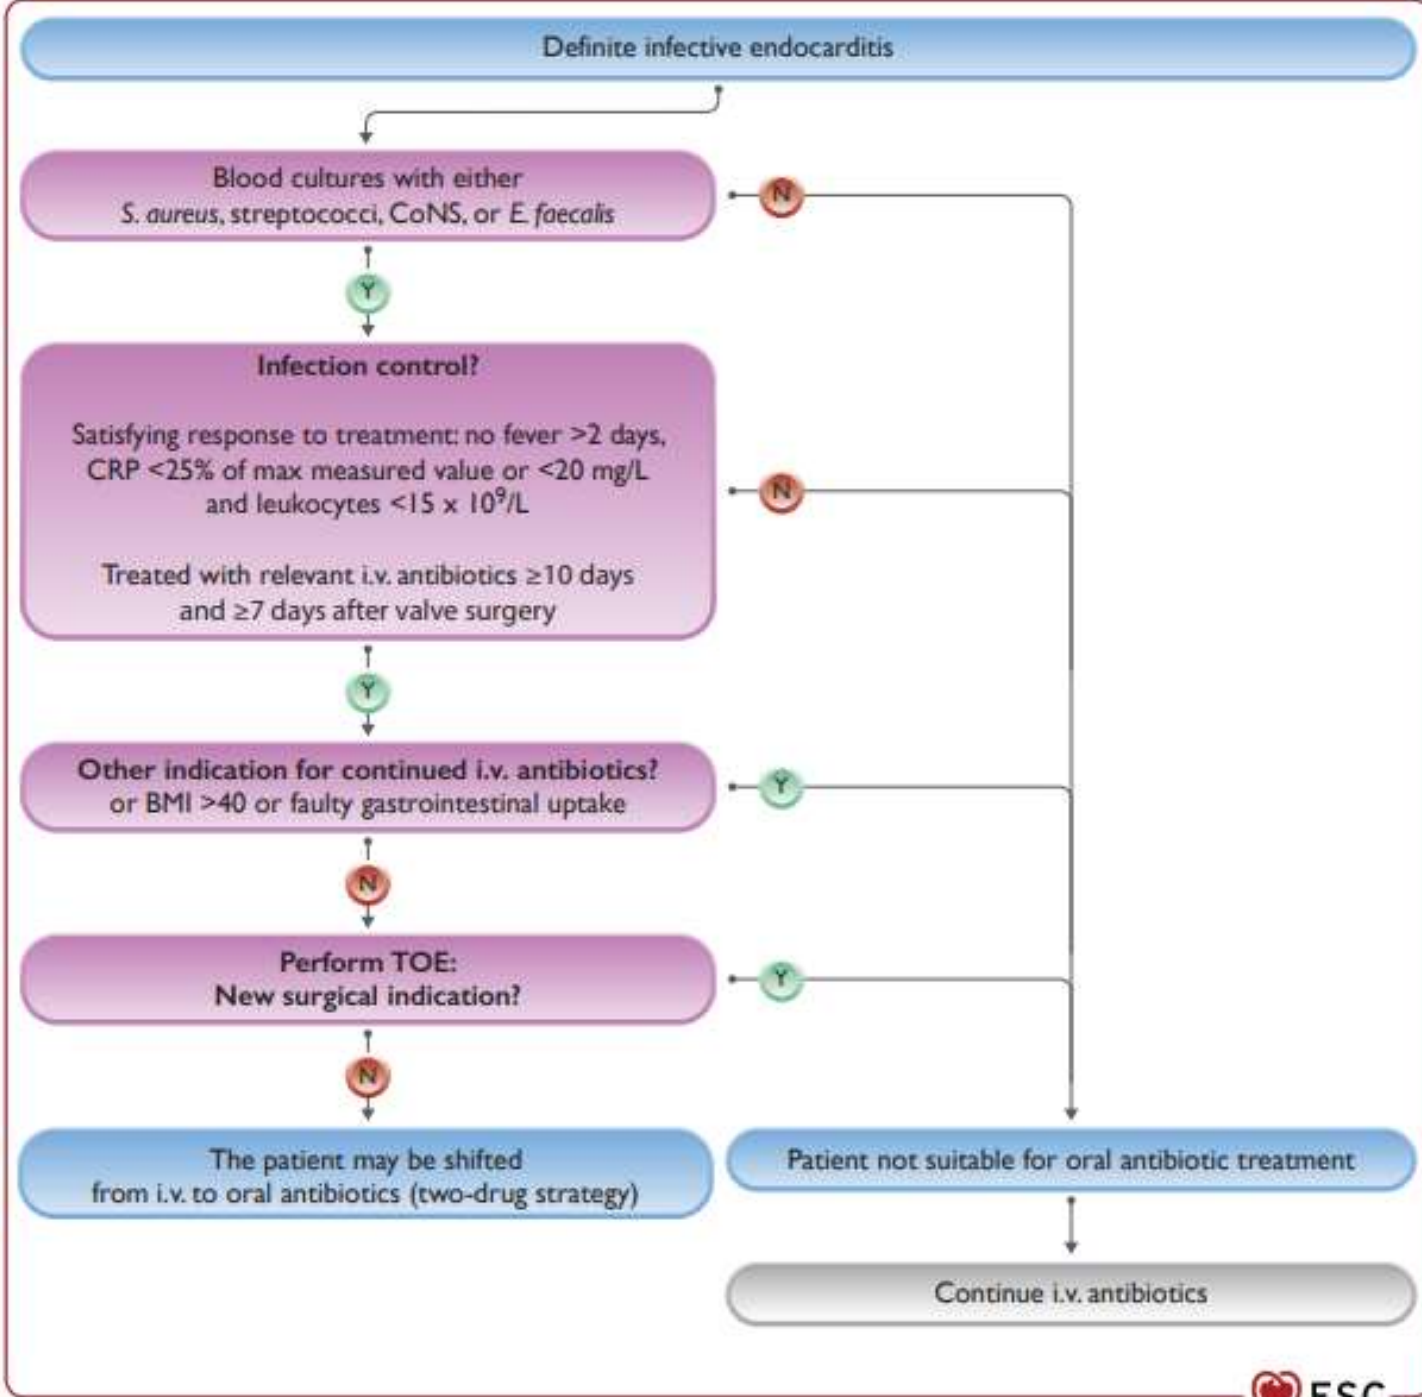 Definite infective endocarditis
Blood cultures with either
S. aureus, streptococci, CoNS, or E. faecalis
N
Y
Infection control?
Satisfying response to treatment: no fever >2 days,
CRP <25% of max measured value or <20 mg/L
and leukocytes <15 x 10⁹/L
Treated with relevant i.v. antibiotics ≥10 days
and ≥7 days after valve surgery
N
Y
Other indication for continued i.v. antibiotics?
or BMI >40 or faulty gastrointestinal uptake
Y
N
Perform TOE:
New surgical indication?
Y
N
The patient may be shifted
from i.v. to oral antibiotics (two-drug strategy)
Patient not suitable for oral antibiotic treatment
Continue i.v. antibiotics
ESC